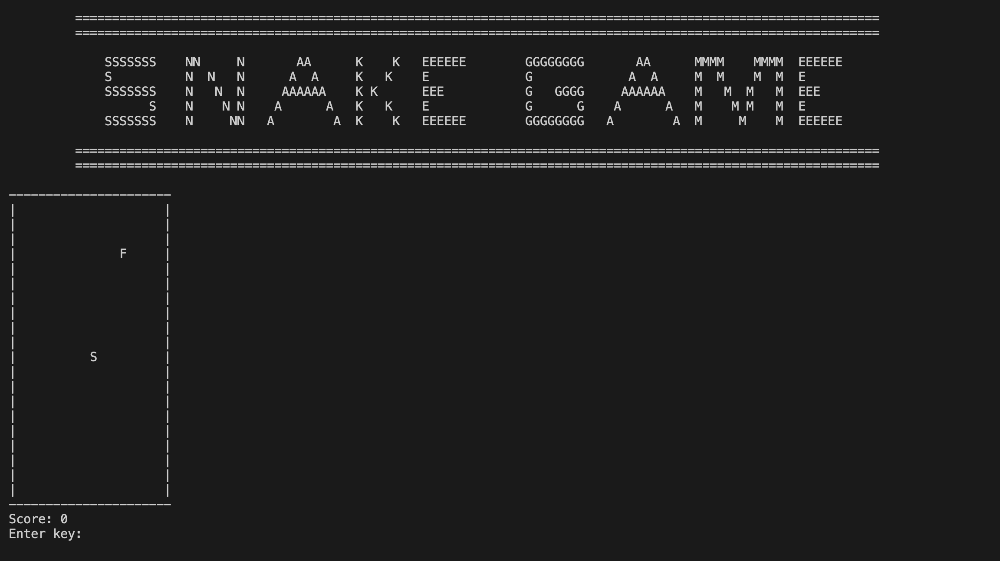 =============================================================================================================
         =============================================================================================================
             SSSSSSS    NN     N       AA      K    K   EEEEEE        GGGGGGGG       AA      MMMM    MMMM  EEEEEE
             S          N  N   N      A  A     K   K    E             G             A  A     M  M    M  M  E
             SSSSSSS    N   N  N     AAAAAA    K K      EEE           G   GGGG     AAAAAA    M   M  M   M  EEE
                   S    N    N N    A      A   K   K    E             G      G    A      A   M    M M   M  E
             SSSSSSS    N     NN   A        A  K    K   EEEEEE        GGGGGGGG   A        A  M     M    M  EEEEEE
         =============================================================================================================
         =============================================================================================================
----------------------
|                    |
|                    |
|                    |
|              F     |
|                    |
|                    |
|                    |
|                    |
|                    |
|                    |
|          S         |
|                    |
|                    |
|                    |
|                    |
|                    |
|                    |
|                    |
|                    |
|                    |
----------------------
Score: 0
Enter key: